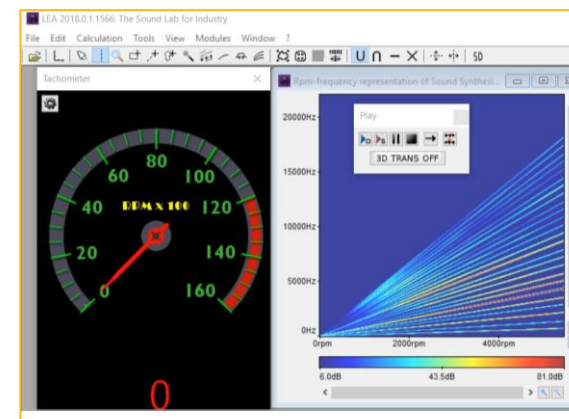 LEA 2018.0.1.1566: The Sound Lab for Industry
File Edit Calculation Tools View Modules Window ?
U
SD
Tachometer
80
60
100
RPM x 100
40
120
20
140
0
160
0
Rpm-frequency representation of Sound Synthesi...
Play
3D TRANS OFF
20000Hz
15000Hz
10000Hz
5000Hz
0Hz
0rpm 2000rpm 4000rpm
6.0dB 43.5dB 81.0dB